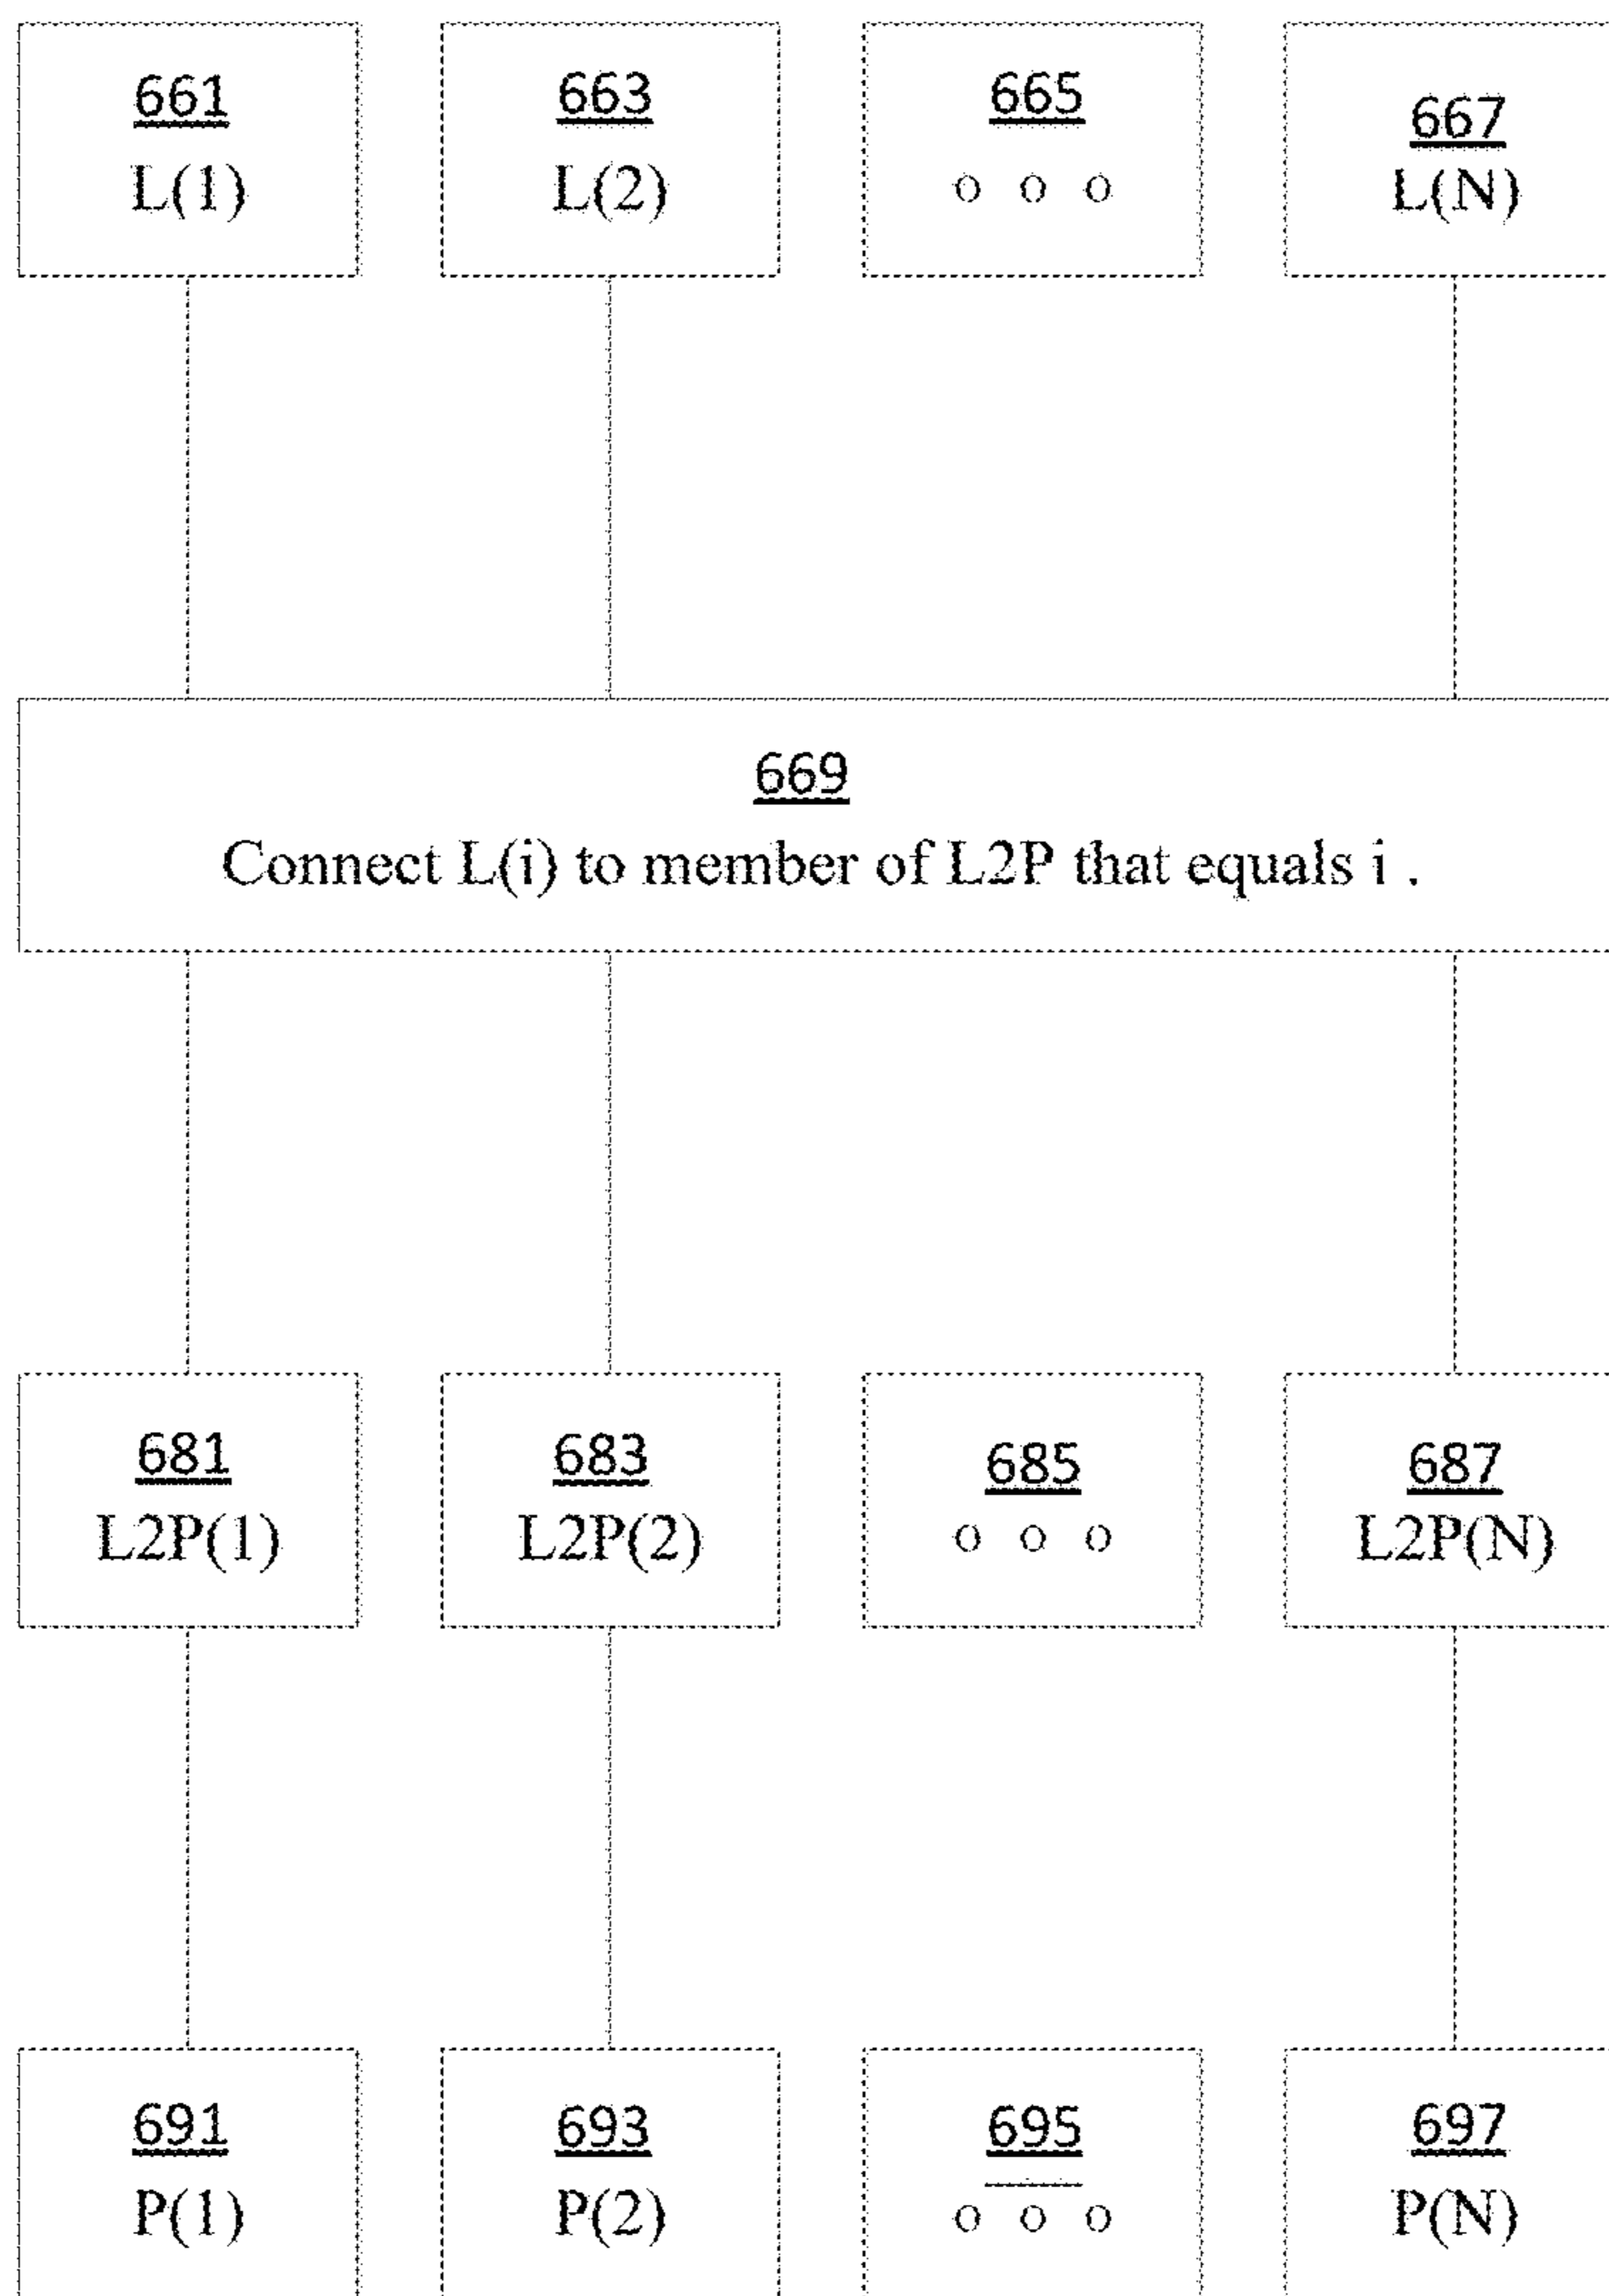 661
L(1)
663
L(2)
665
o o o
667
L(N)
669
Connect L(i) to member of L2P that equals i .
681
L2P(1)
683
L2P(2)
685
o o o
687
L2P(N)
691
P(1)
693
P(2)
695
o o o
697
P(N)